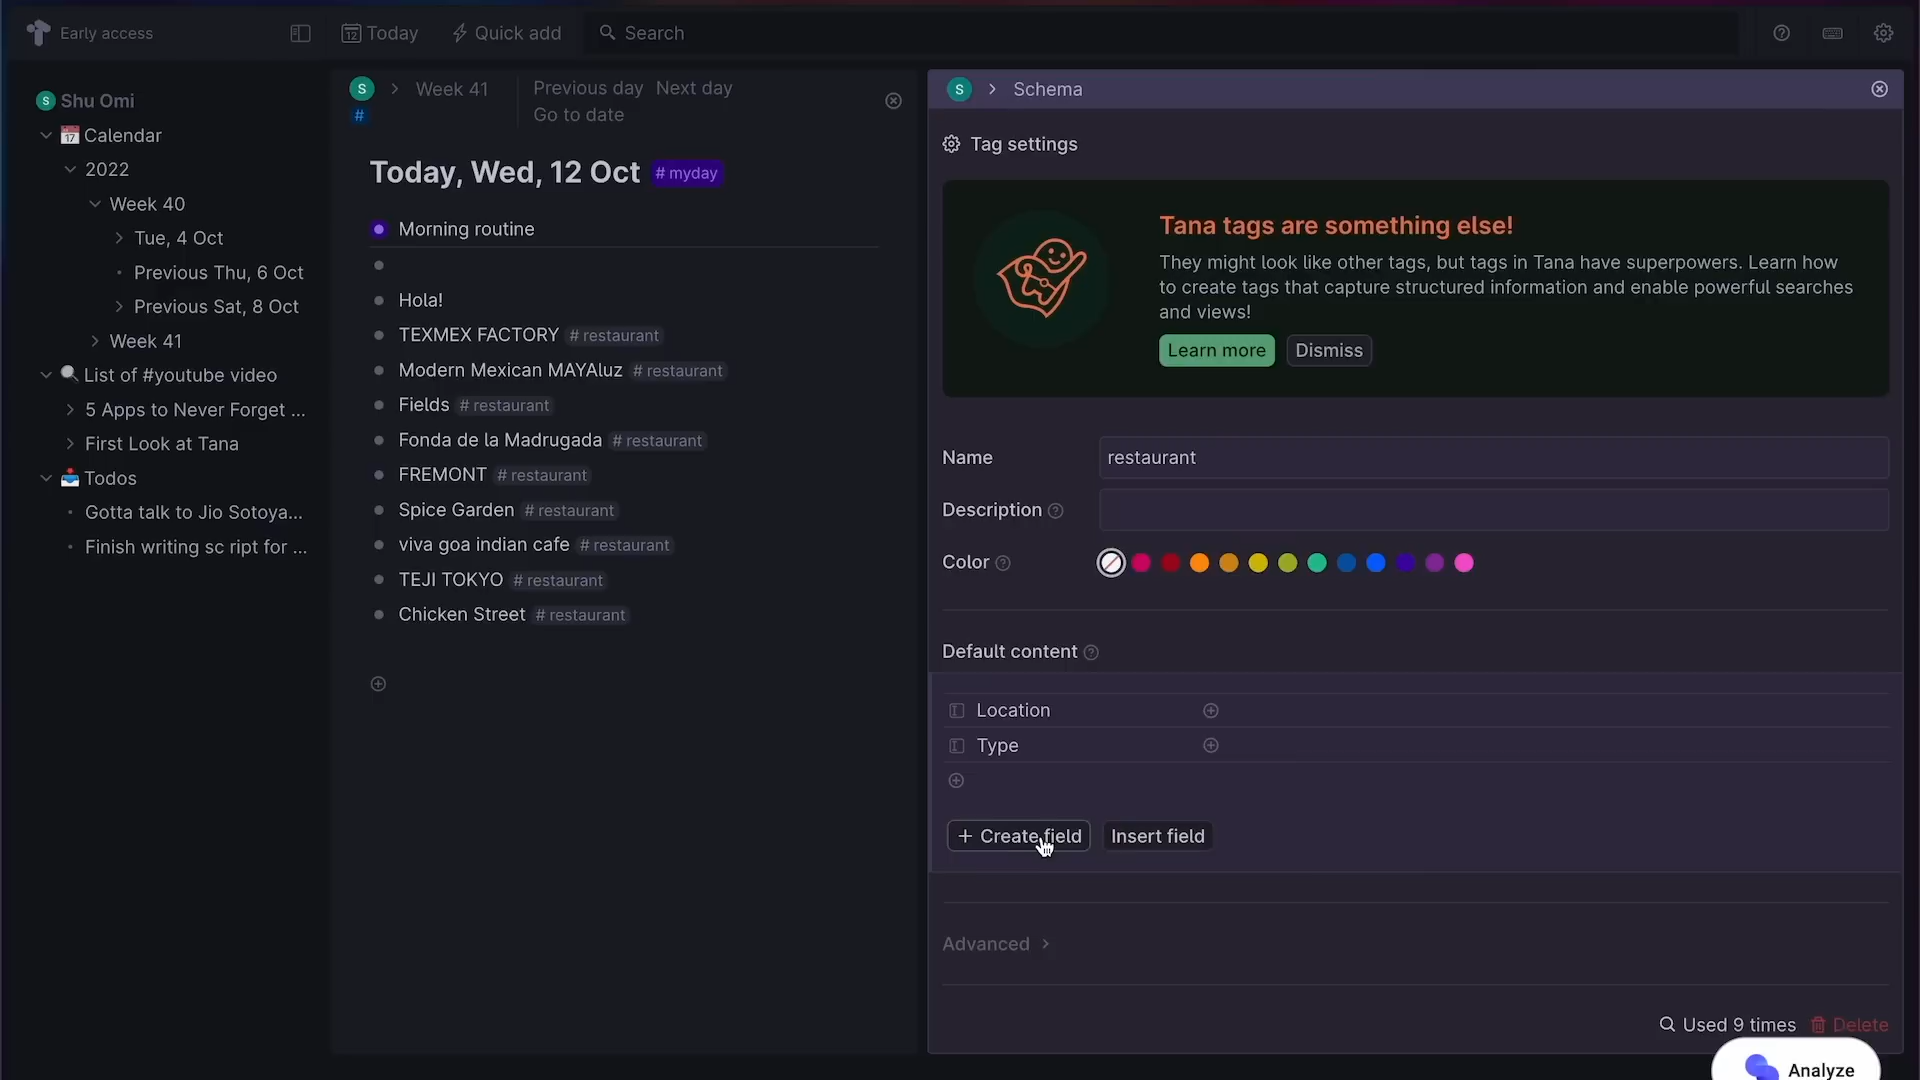 Early access
Today
Quick add
Search
S Shu Omi
Calendar
2022
Week 40
Tue, 4 Oct
Previous Thu, 6 Oct
Previous Sat, 8 Oct
Week 41
List of #youtube video
5 Apps to Never Forget ...
First Look at Tana
Todos
Gotta talk to Jio Sotoya...
Finish writing sc ript for ...
S > Week 41
Previous day Next day
Go to date
#
Today, Wed, 12 Oct # myday
Morning routine
Hola!
TEXMEX FACTORY # restaurant
Modern Mexican MAYAluz # restaurant
Fields # restaurant
Fonda de la Madrugada # restaurant
FREMONT # restaurant
Spice Garden # restaurant
viva goa indian cafe # restaurant
TEJI TOKYO # restaurant
Chicken Street # restaurant
S > Schema
Tag settings
Tana tags are something else!
They might look like other tags, but tags in Tana have superpowers. Learn how
to create tags that capture structured information and enable powerful searches
and views!
Learn more Dismiss
Name restaurant
Description
Color
Default content
Location
Type
+ Create field Insert field
Advanced >
Used 9 times Delete
Analyze